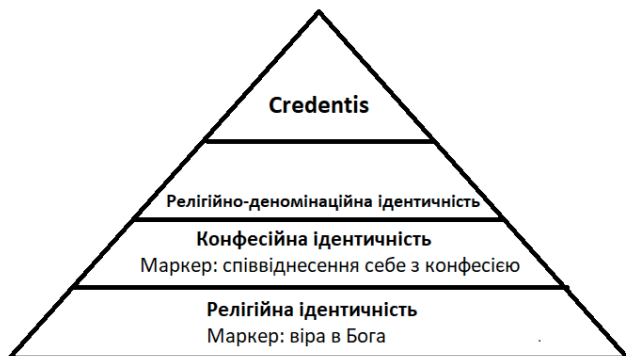 Credentis
Релігійно-деномінаційна ідентичність
Конфесійна ідентичність
Маркер: співвіднесення себе з конфесією
Релігійна ідентичність
Маркер: віра в Бога